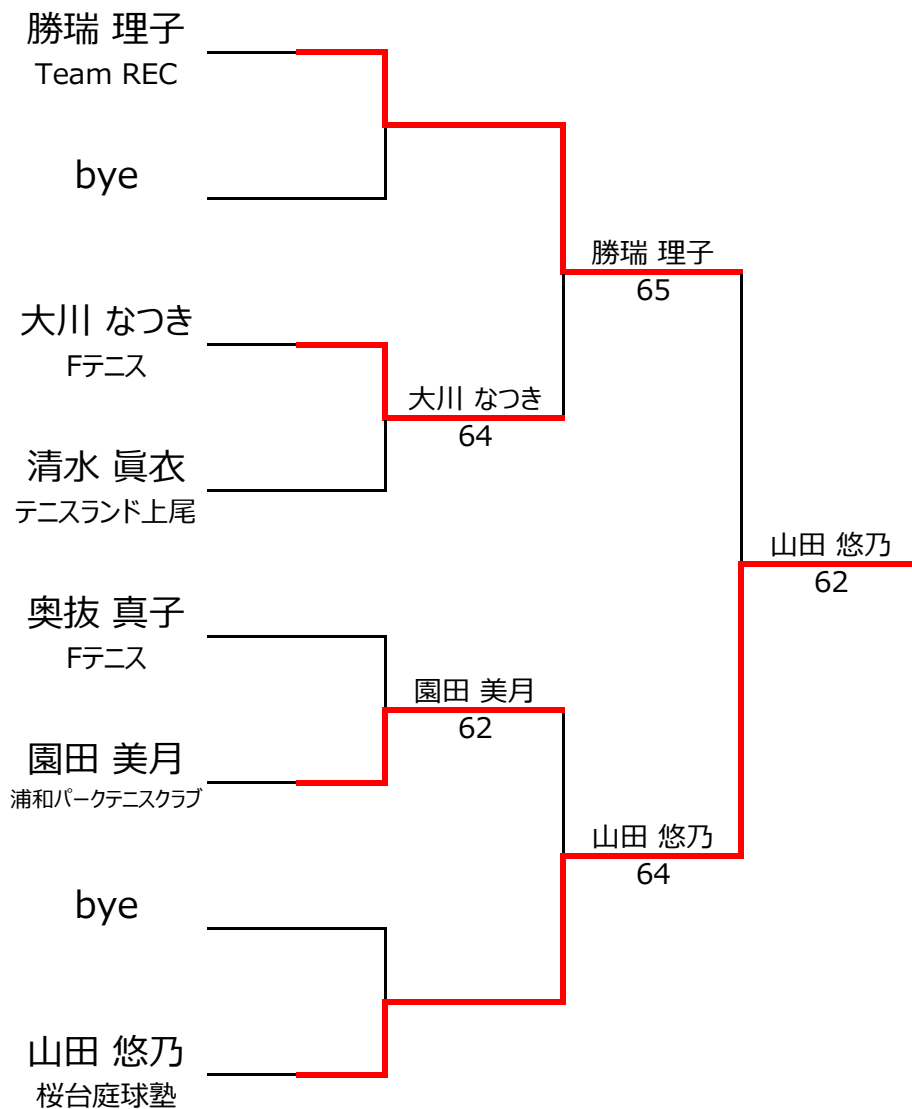 勝瑞 理子
Team REC
bye
勝瑞 理子
65
大川 なつき
Fテニス
大川 なつき
64
清水 眞衣
テニスランド上尾
山田 悠乃
62
奥抜 真子
Fテニス
園田 美月
62
園田 美月
浦和パークテニスクラブ
山田 悠乃
64
bye
山田 悠乃
桜台庭球塾